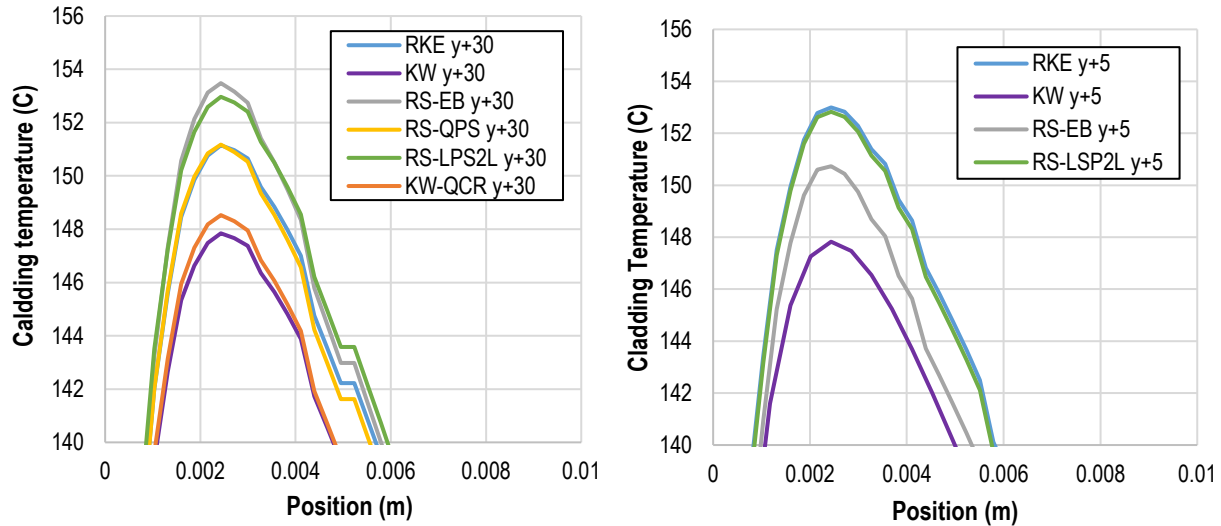 156
154
152
150
148
146
144
142
140
Caldding temperature (C)
0
0.002
0.004
0.006
0.008
0.01
Position (m)
RKE y+30
KW y+30
RS-EB y+30
RS-QPS y+30
RS-LPS2L y+30
KW-QCR y+30
156
154
152
150
148
146
144
142
140
Cladding Temperature (C)
0
0.002
0.004
0.006
0.008
0.01
Position (m)
RKE y+5
KW y+5
RS-EB y+5
RS-LSP2L y+5